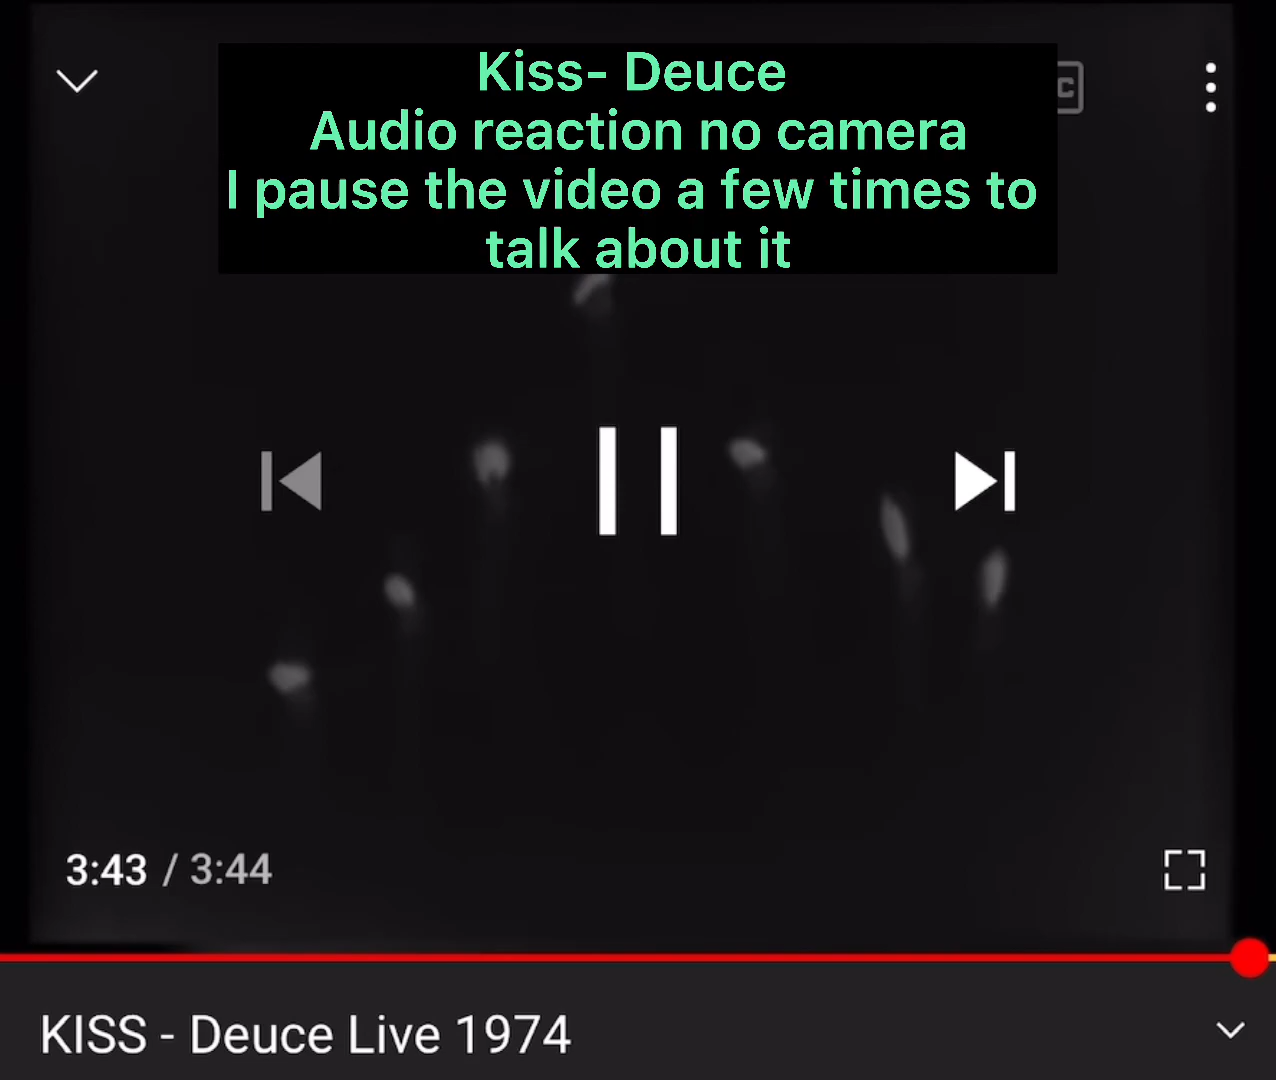 Kiss- Deuce
Audio reaction no camera
I pause the video a few times to
talk about it
3:43 / 3:44
KISS - Deuce Live 1974